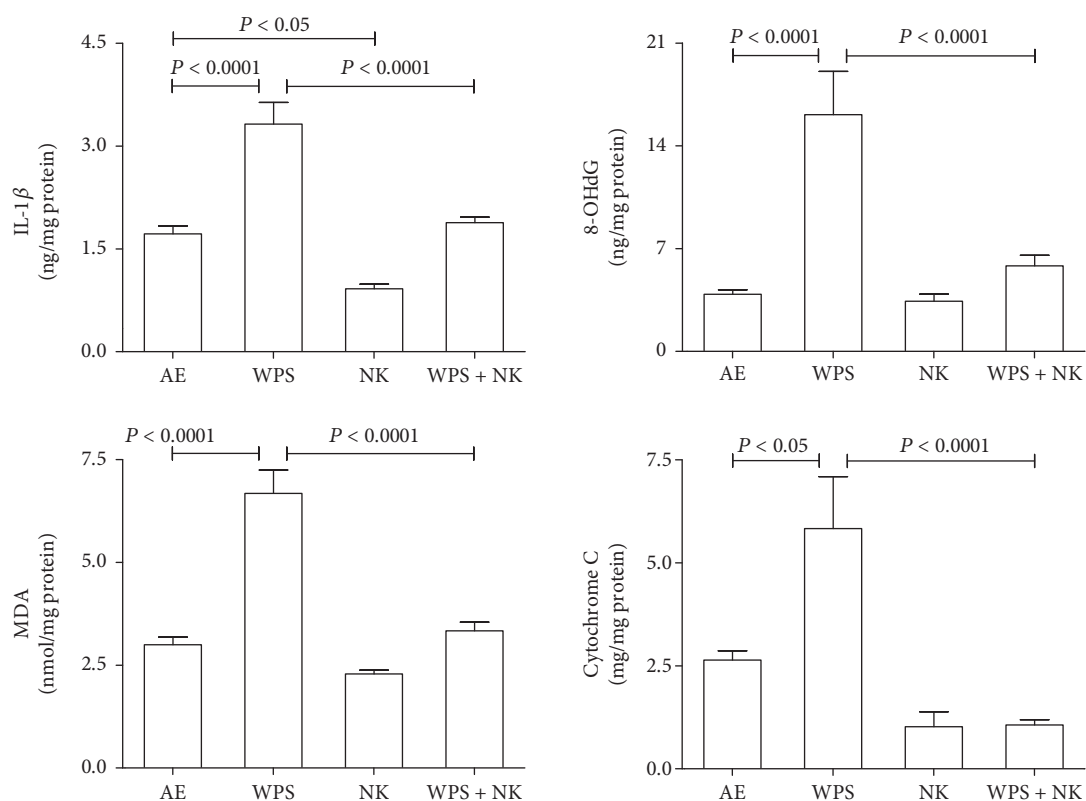 P < 0.05
P < 0.0001
P < 0.0001
4.5
3.0
1.5
0.0
IL-1β
(ng/mg protein)
AE WPS NK WPS + NK
P < 0.0001
P < 0.0001
21
14
7
0
8-OHdG
(ng/mg protein)
AE WPS NK WPS + NK
P < 0.0001
P < 0.0001
7.5
5.0
2.5
0.0
MDA
(nmol/mg protein)
AE WPS NK WPS + NK
P < 0.05
P < 0.0001
7.5
5.0
2.5
0.0
Cytochrome C
(mg/mg protein)
AE WPS NK WPS + NK